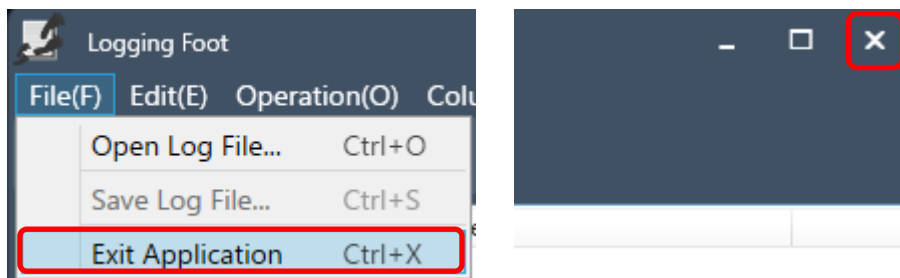 Logging Foot
File(F) Edit(E) Operation(O)
Open Log File... Ctrl+O
Save Log File... Ctrl+S
Exit Application Ctrl+X